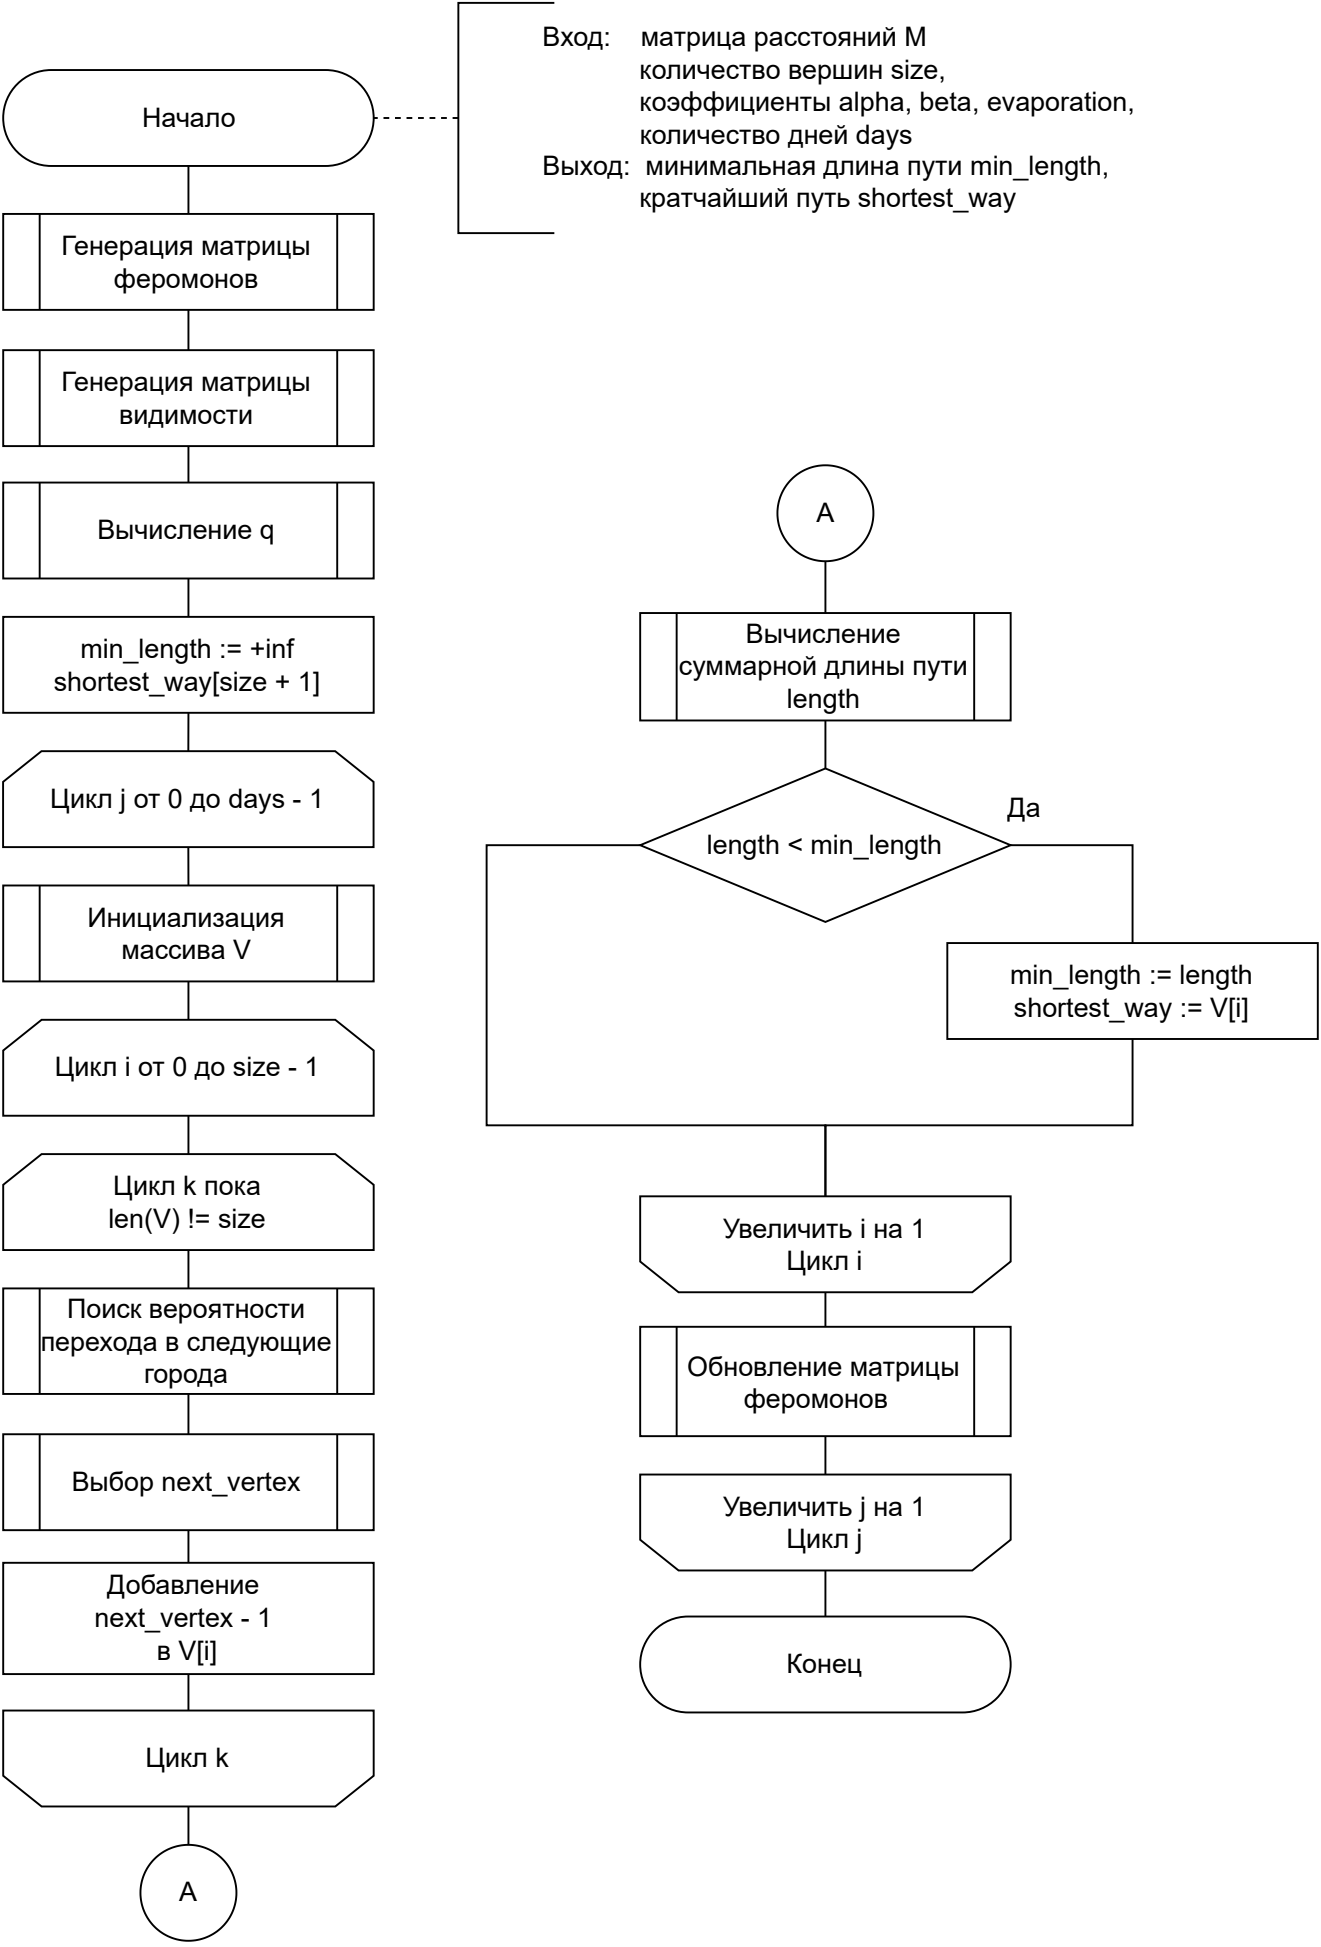 Начало
Вход: матрица расстояний M
количество вершин size,
коэффициенты alpha, beta, evaporation,
количество дней days
Выход: минимальная длина пути min_length,
кратчайший путь shortest_way
Генерация матрицы
феромонов
Генерация матрицы
видимости
Вычисление q
min_length := +inf
shortest_way[size + 1]
Цикл j от 0 до days - 1
Инициализация
массива V
Цикл i от 0 до size - 1
Цикл k пока
len(V) != size
Поиск вероятности
перехода в следующие
города
Выбор next_vertex
Добавление
next_vertex - 1
в V[i]
Цикл k
А
А
Вычисление
суммарной длины пути
length
length < min_length
Да
min_length := length
shortest_way := V[i]
Увеличить i на 1
Цикл i
Обновление матрицы
феромонов
Увеличить j на 1
Цикл j
Конец